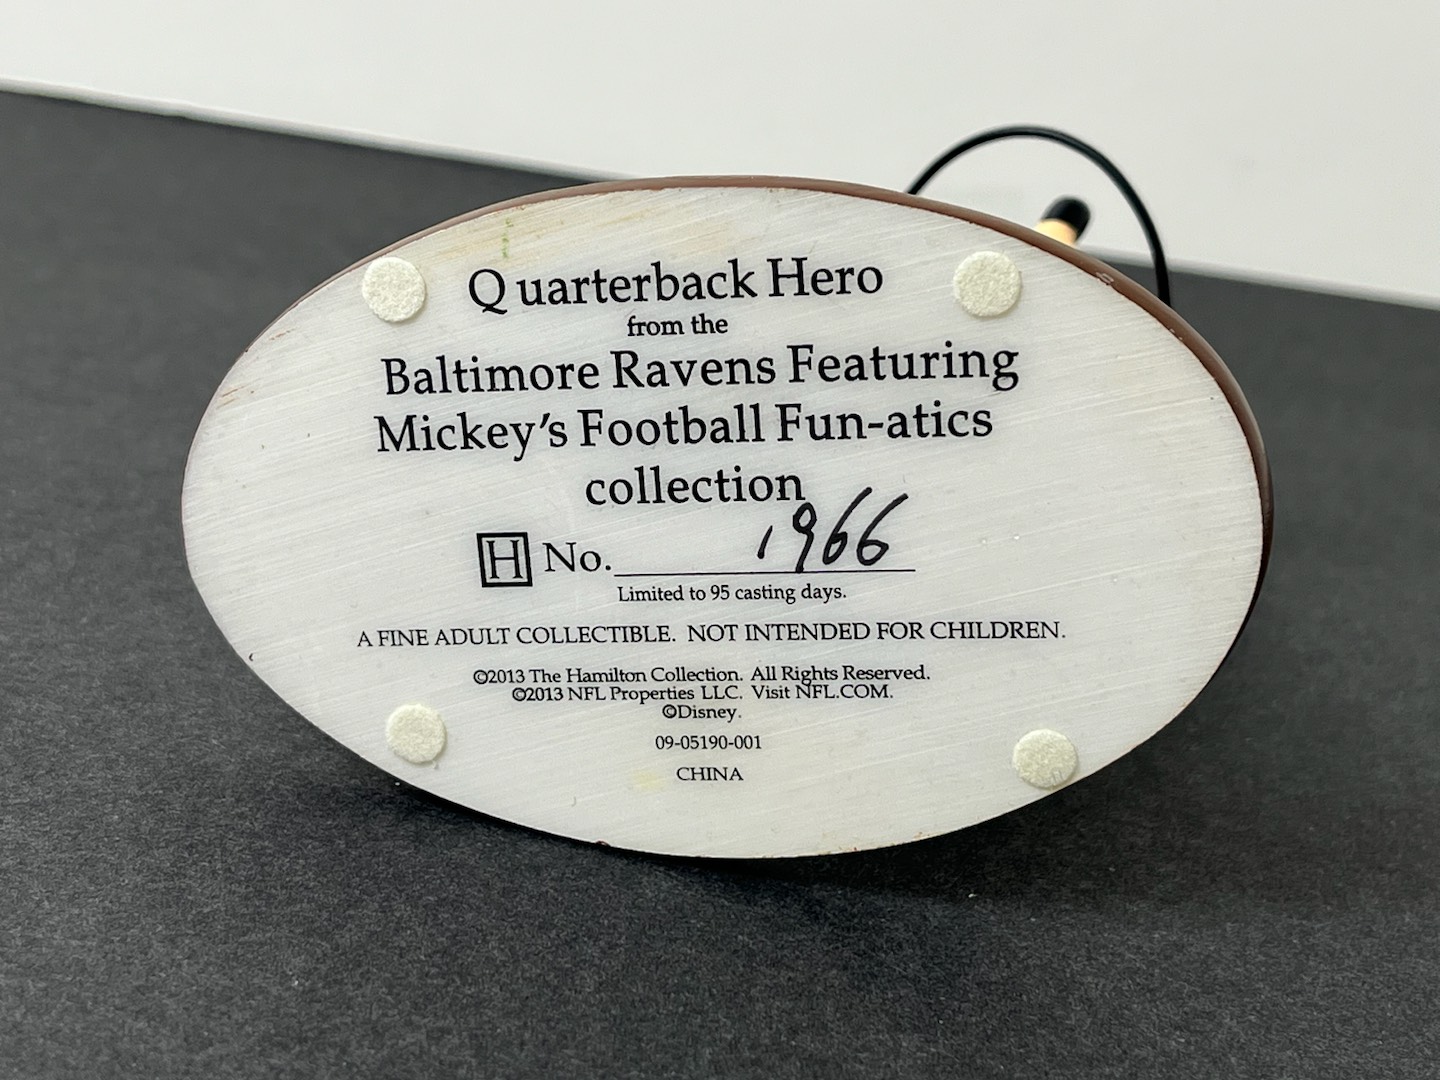 Quarterback Hero
from the
Baltimore Ravens Featuring
Mickey's Football Fun-atics
collection
H No. 1966
Limited to 95 casting days.
A FINE ADULT COLLECTIBLE. NOT INTENDED FOR CHILDREN.
©2013 The Hamilton Collection. All Rights Reserved.
©2013 NFL Properties LLC. Visit NFL.COM.
©Disney.
09-05190-001
CHINA